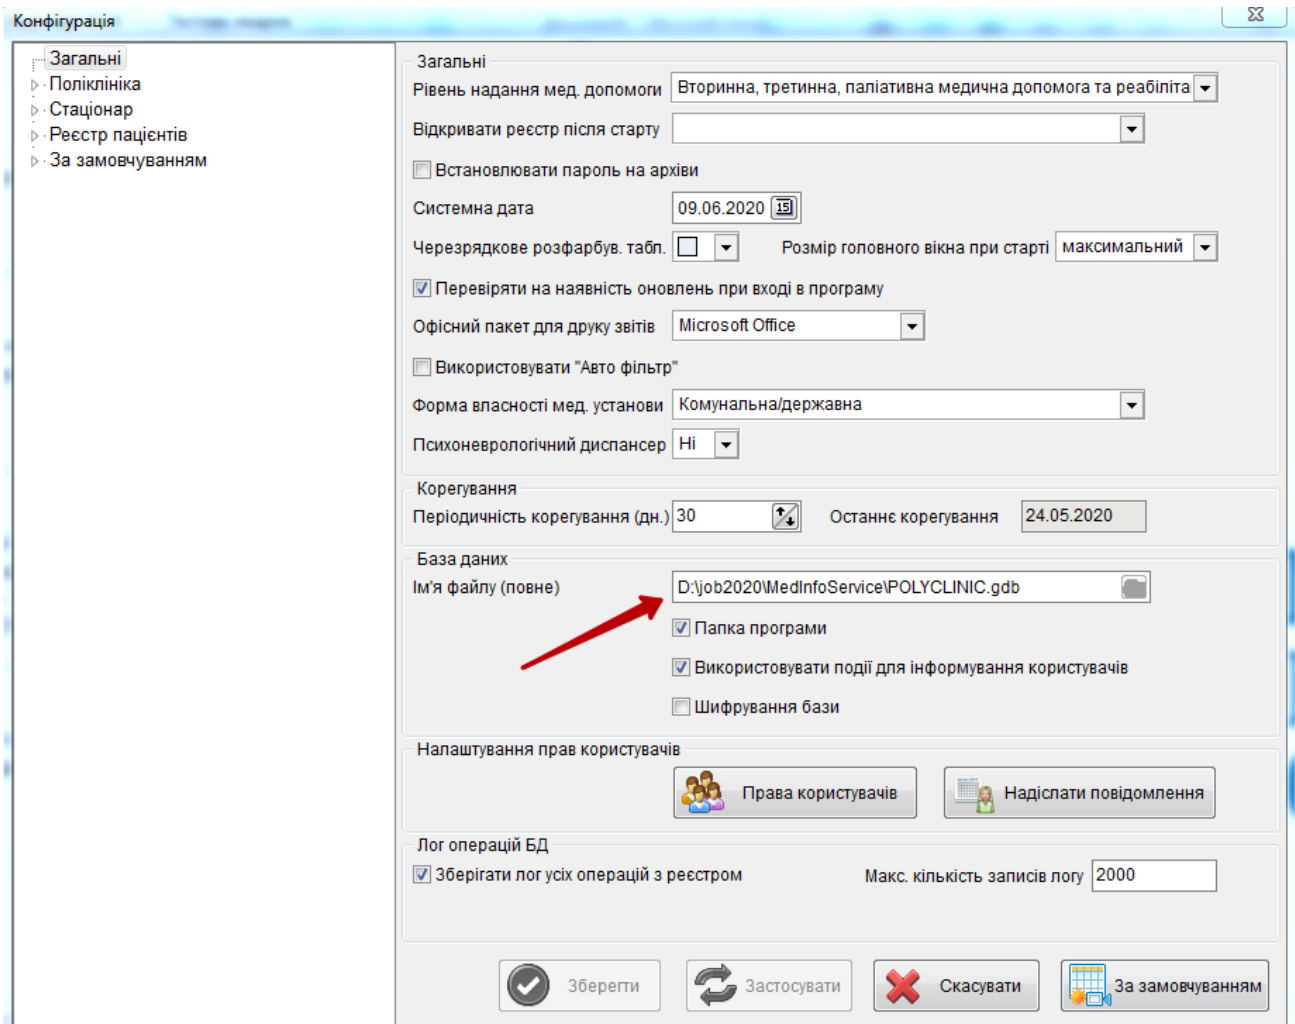 Конфігурація
Загальні
Поліклініка
Стаціонар
Реєстр пацієнтів
За замовчуванням
Загальні
Рівень надання мед. допомоги Вторинна, третинна, паліативна медична допомога та реабіліта
Відкривати реєстр після старту
Встановлювати пароль на архіви
Системна дата 09.06.2020 15
Черезрядкове розфарбув. табл. Розмір головного вікна при старті максимальний
Перевіряти на наявність оновлень при вході в програму
Офісний пакет для друку звітів Microsoft Office
Використовувати "Авто фільтр"
Форма власності мед. установи Комунальна/державна
Психоневрологічний диспансер Ні
Корегування
Періодичність корегування (дн.) 30 Останнє корегування 24.05.2020
База даних
Ім'я файлу (повне) D:\job2020\MedInfoService\POLYCLINIC.gdb
Папка програми
Використовувати події для інформування користувачів
Шифрування бази
Налаштування прав користувачів
Права користувачів Надіслати повідомлення
Лог операцій БД
Зберігати лог усіх операцій з реєстром Макс. кількість записів логу 2000
Зберегти Застосувати Скасувати За замовчуванням